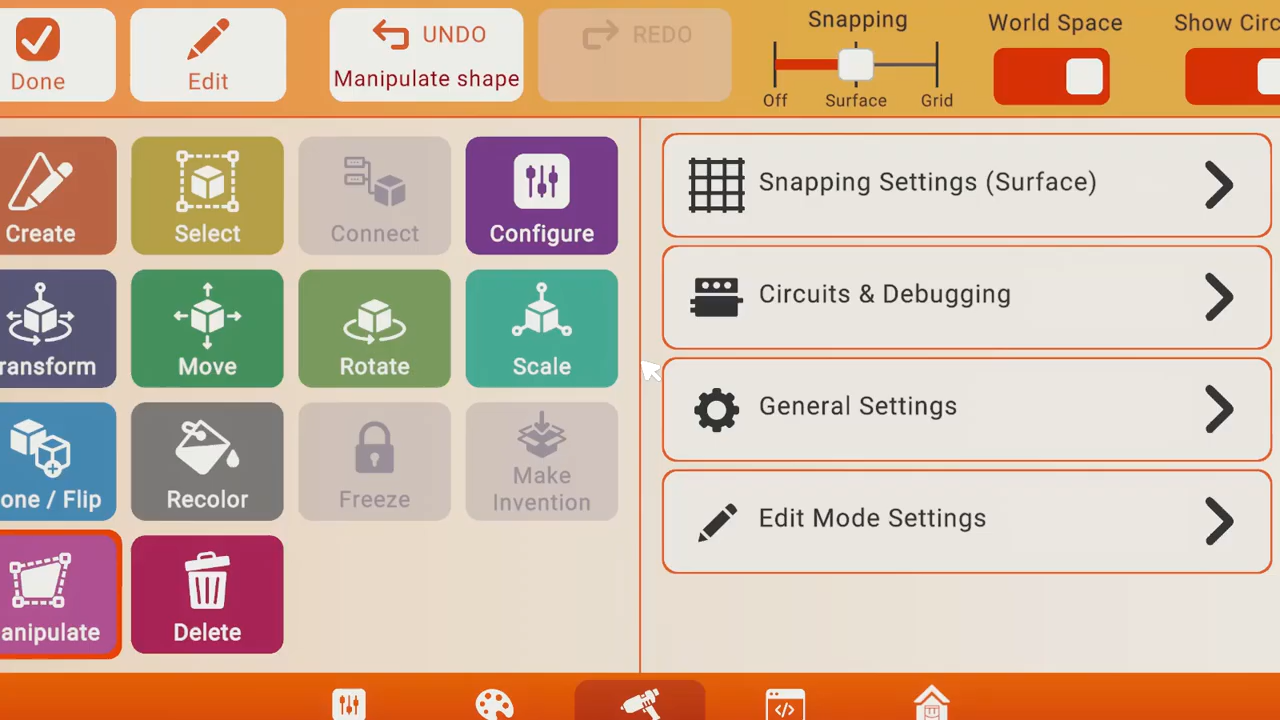 Done
Edit
UNDO
Manipulate shape
REDO
Snapping
Off
Surface
Grid
World Space
Show Circ
Create
Select
Connect
Configure
ransform
Move
Rotate
Scale
one / Flip
Recolor
Freeze
Make
Invention
anipulate
Delete
Snapping Settings (Surface)
Circuits & Debugging
General Settings
Edit Mode Settings